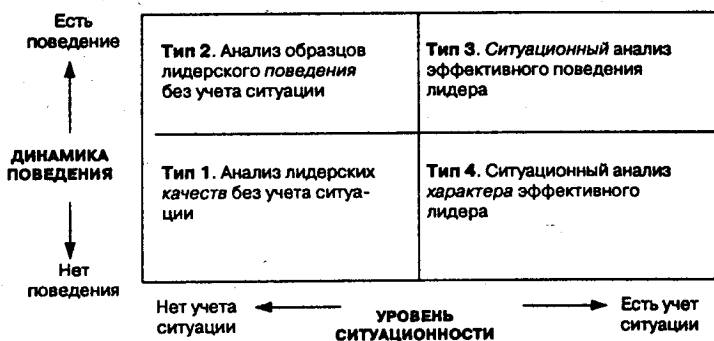 Есть
поведение
ДИНАМИКА
ПОВЕДЕНИЯ
Нет
поведения
Тип 2. Анализ образцов
лидерского поведения
без учета ситуации
Тип 3. Ситуационный анализ
эффективного поведения
лидера
Тип 1. Анализ лидерских
качеств без учета ситуа-
ции
Тип 4. Ситуационный анализ
характера эффективного
лидера
Нет учета
ситуации
УРОВЕНЬ
СИТУАЦИОННОСТИ
Есть учет
ситуации